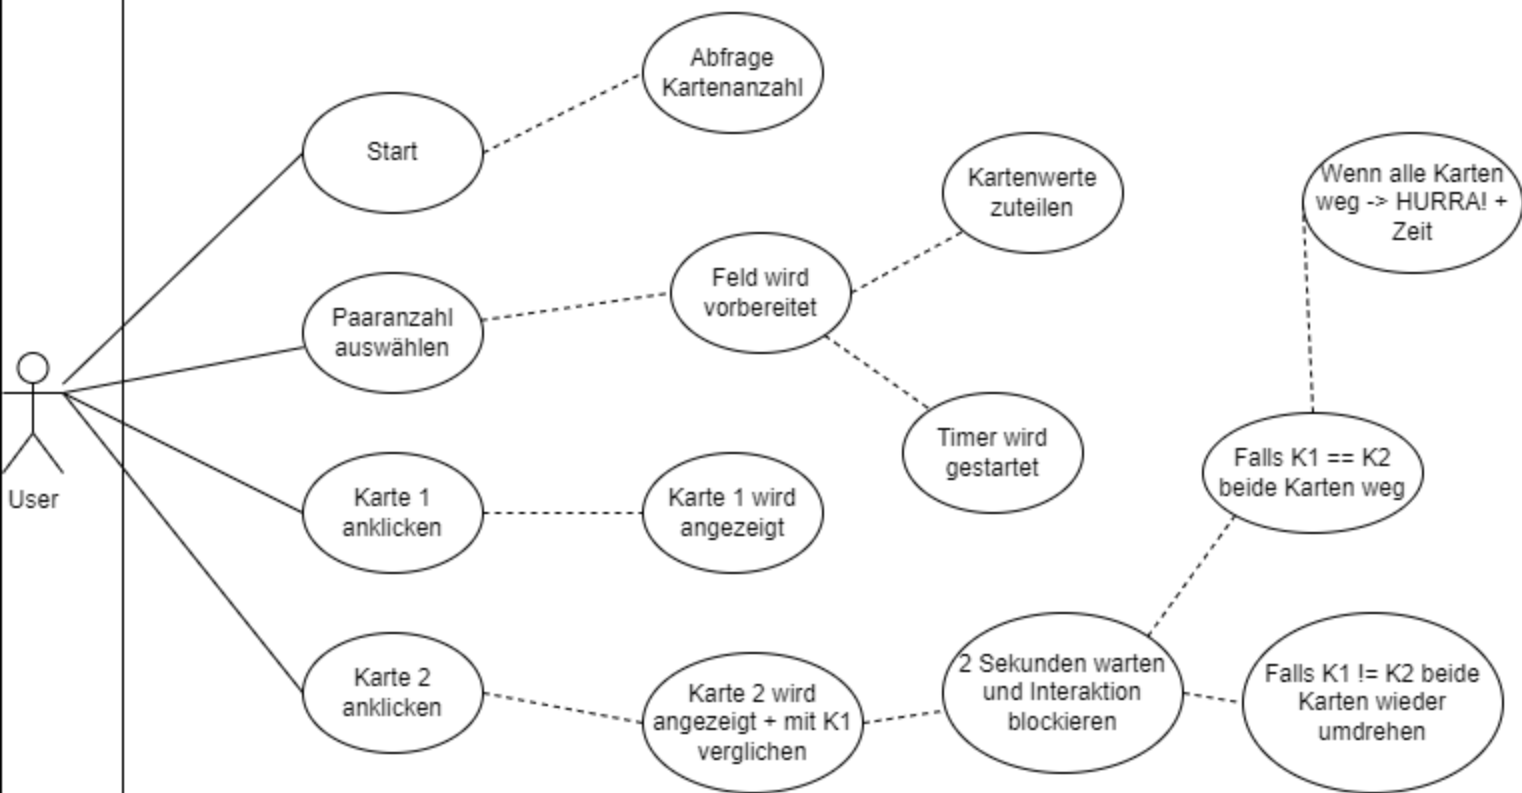 Abfrage
Kartenanzahl
Start
Kartenwerte
zuteilen
Wenn alle Karten
weg -> HURRA! +
Zeit
Feld wird
vorbereitet
Paaranzahl
auswählen
Timer wird
gestartet
Falls K1 == K2
beide Karten weg
User
Karte 1
anklicken
Karte 1 wird
angezeigt
Karte 2
anklicken
Karte 2 wird
angezeigt + mit K1
verglichen
2 Sekunden warten
und Interaktion
blockieren
Falls K1 != K2 beide
Karten wieder
umdrehen